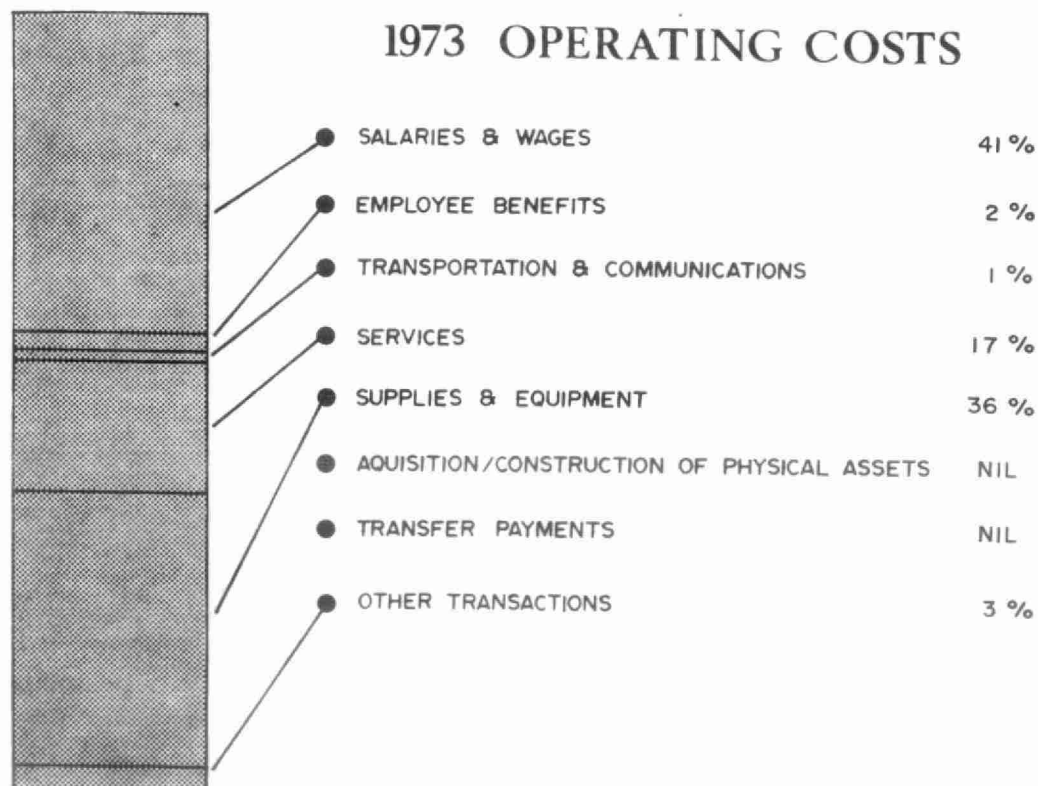 1973 OPERATING COSTS
SALARIES & WAGES 41%
EMPLOYEE BENEFITS 2%
TRANSPORTATION & COMMUNICATIONS 1%
SERVICES 17%
SUPPLIES & EQUIPMENT 36%
AQUISITION/CONSTRUCTION OF PHYSICAL ASSETS NIL
TRANSFER PAYMENTS NIL
OTHER TRANSACTIONS 3%